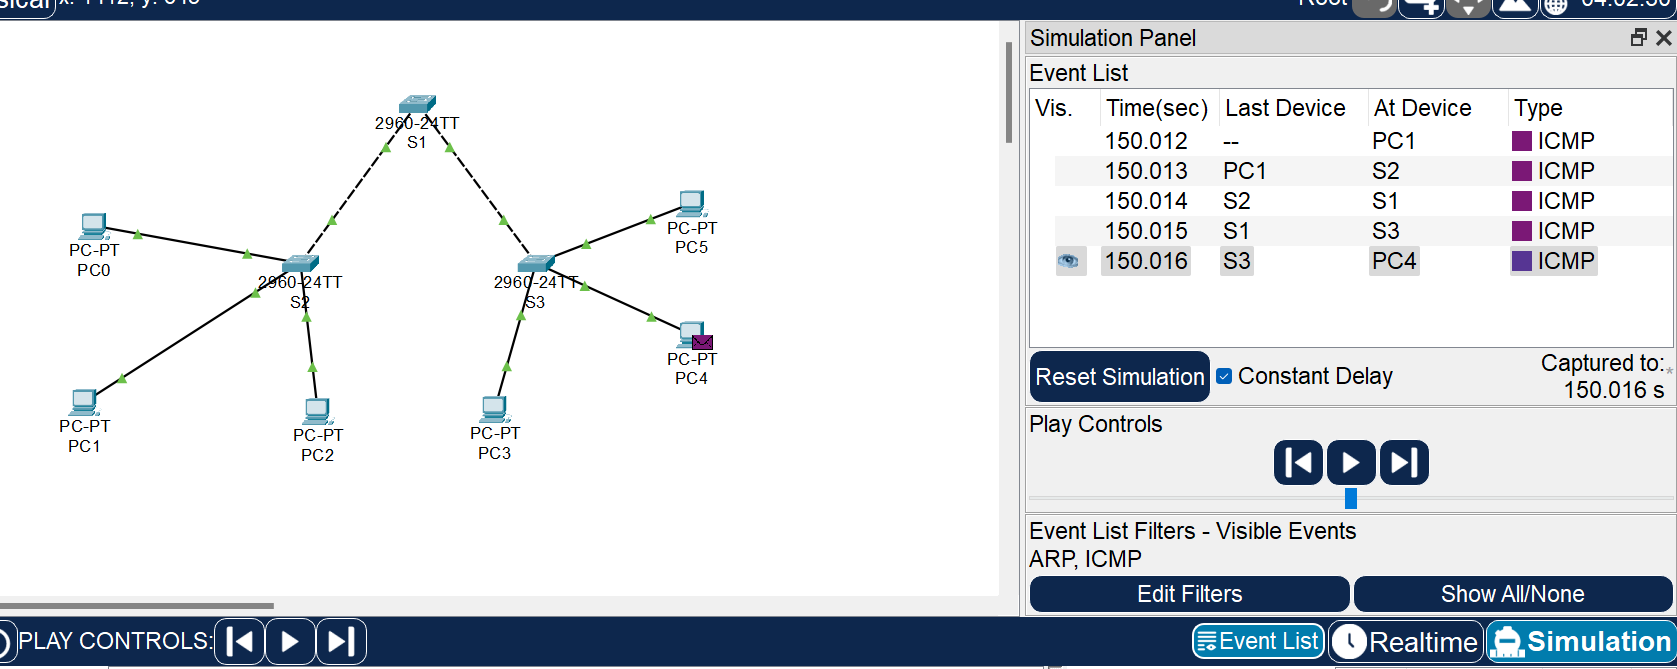 Simulation Panel
Event List
Vis. Time(sec) Last Device At Device Type
150.012 -- PC1 ICMP
150.013 PC1 S2 ICMP
150.014 S2 S1 ICMP
150.015 S1 S3 ICMP
150.016 S3 PC4 ICMP
Reset Simulation Constant Delay Captured to:
150.016 s
*
Play Controls
Event List Filters - Visible Events
ARP, ICMP
Edit Filters Show All/None
2960-24TT
S1
PC-PT
PC0
2960-24TT
S2
2960-24TT
S3
PC-PT
PC5
PC-PT
PC4
PC-PT
PC1
PC-PT
PC2
PC-PT
PC3
PLAY CONTROLS:
Event List Realtime Simulation